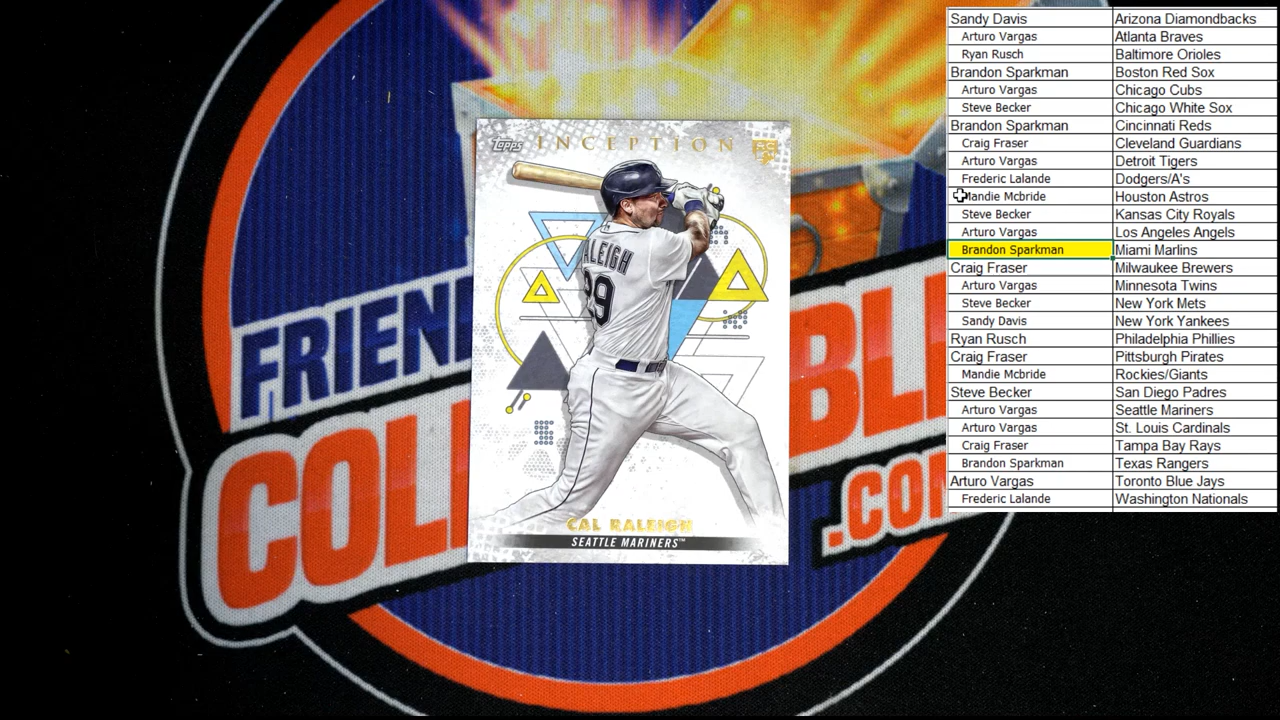 Topps INCEPTION RC
ALEIGH
29
CAL RALEIGH
SEATTLE MARINERS™
FRIEN
COLL BLE
.CO
Sandy Davis Arizona Diamondbacks
Arturo Vargas Atlanta Braves
Ryan Rusch Baltimore Orioles
Brandon Sparkman Boston Red Sox
Arturo Vargas Chicago Cubs
Steve Becker Chicago White Sox
Brandon Sparkman Cincinnati Reds
Craig Fraser Cleveland Guardians
Arturo Vargas Detroit Tigers
Frederic Lalande Dodgers/A's
Mandie Mcbride Houston Astros
Steve Becker Kansas City Royals
Arturo Vargas Los Angeles Angels
Brandon Sparkman Miami Marlins
Craig Fraser Milwaukee Brewers
Arturo Vargas Minnesota Twins
Steve Becker New York Mets
Sandy Davis New York Yankees
Ryan Rusch Philadelphia Phillies
Craig Fraser Pittsburgh Pirates
Mandie Mcbride Rockies/Giants
Steve Becker San Diego Padres
Arturo Vargas Seattle Mariners
Arturo Vargas St. Louis Cardinals
Craig Fraser Tampa Bay Rays
Brandon Sparkman Texas Rangers
Arturo Vargas Toronto Blue Jays
Frederic Lalande Washington Nationals